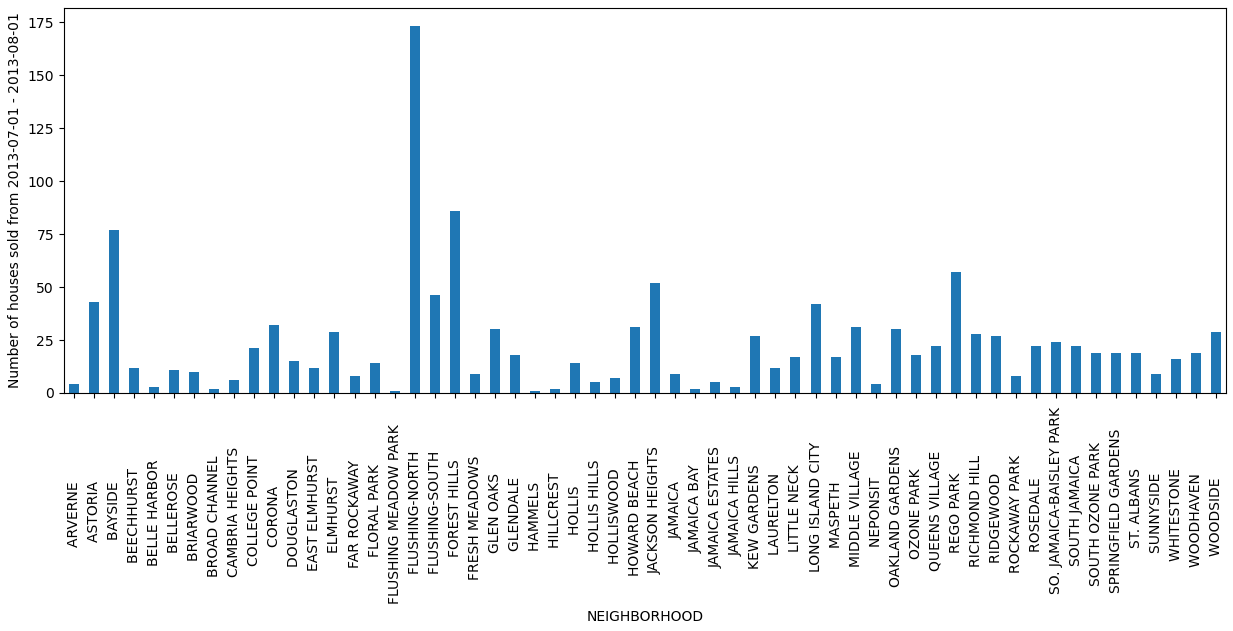 Number of houses sold from 2013-07-01 - 2013-08-01
175
150
125
100
75
50
25
0
ARVERNE
ASTORIA
BAYSIDE
BEECHHURST
BELLE HARBOR
BELLEROSE
BRIARWOOD
BROAD CHANNEL
CAMBRIA HEIGHTS
COLLEGE POINT
CORONA
DOUGLASTON
EAST ELMHURST
ELMHURST
FAR ROCKAWAY
FLORAL PARK
FLUSHING MEADOW PARK
FLUSHING-NORTH
FLUSHING-SOUTH
FOREST HILLS
FRESH MEADOWS
GLEN OAKS
GLENDALE
HAMMELS
HILLCREST
HOLLIS
HOLLIS HILLS
HOLLISWOOD
HOWARD BEACH
JACKSON HEIGHTS
JAMAICA
JAMAICA BAY
JAMAICA ESTATES
JAMAICA HILLS
KEW GARDENS
LAURELTON
LITTLE NECK
LONG ISLAND CITY
MASPETH
MIDDLE VILLAGE
NEPONSIT
OAKLAND GARDENS
OZONE PARK
QUEENS VILLAGE
REGO PARK
RICHMOND HILL
RIDGEWOOD
ROCKAWAY PARK
ROSEDALE
SO. JAMAICA-BAISLEY PARK
SOUTH JAMAICA
SOUTH OZONE PARK
SPRINGFIELD GARDENS
ST. ALBANS
SUNNYSIDE
WHITESTONE
WOODHAVEN
WOODSIDE
NEIGHBORHOOD